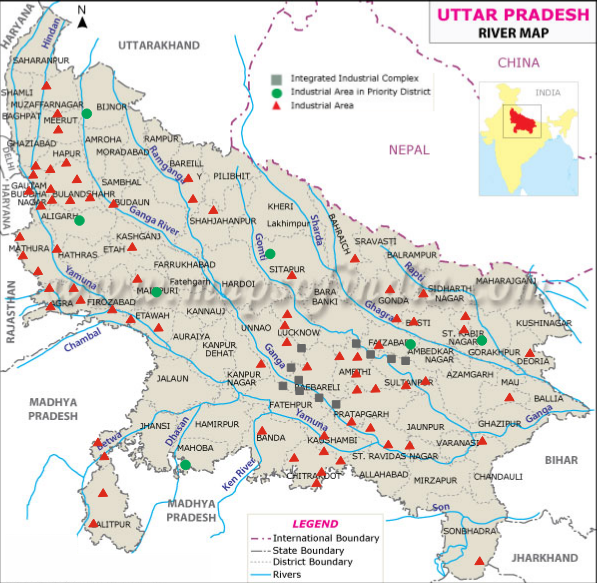 UTTAR PRADESH
RIVER MAP
HARYANA
Hindan
N
SAHARANPUR
UTTARAKHAND
CHINA
INDIA
Integrated Industrial Complex
Industrial Area in Priority District
Industrial Area
SHAMLI
MUZAFFARNAGAR
BIJNOR
BAGHPAT
MEERUT
NEPAL
GHAZIABAD
DELHI
HAPUR
AMROHA
MORADABAD
RAMPUR
Ramgang
BAREILL
Y
PILIBHIT
GAUTAM
BUDDHA
NAGAR
BULANDSHAHR
SAMBHAL
BUDAUN
HARYANA
ALIGARH
Ganga River
SHAHJAHANPUR
KHERI
Lakhimpur
Sharda
BAHRAICH
SRAVASTI
BALRAMPUR
Rapti
MATHURA
HATHRAS
KASHGANJ
ETAH
Gomti
SITAPUR
MAHARAJGANJ
Yamuna
FARRUKHABAD
Fatehgarh
HARDOI
www.mapsofindia.com
BARA
BANKI
GONDA
SIDHARTH
NAGAR
RAJASTHAN
AGRA
FIROZABAD
MAINPURI
KANNAUJ
Ghagra
BASTI
KUSHINAGAR
ETAWAH
AURAIYA
UNNAO
LUCKNOW
ST. KABIR
NAGAR
GORAKHPUR
DEORIA
Chambal
KANPUR
DEHAT
Ganga
FAIZABAD
AMBEDKAR
NAGAR
AZAMGARH
JALAUN
KANPUR
NAGAR
RAEBARELI
AMETHI
SULTANPUR
MAU
BALLIA
MADHYA
PRADESH
FATEHPUR
PRATAPGARH
Ganga
JHANSI
Dhasan
HAMIRPUR
Yamuna
JAUNPUR
GHAZIPUR
Betwa
MAHOBA
BANDA
KAUSHAMBI
VARANASI
BIHAR
Ken River
CHITRAKOOT
ST. RAVIDAS NAGAR
ALLAHABAD
MIRZAPUR
CHANDAULI
MADHYA
PRADESH
LALITPUR
Son
SONBHADRA
JHARKHAND
LEGEND
International Boundary
State Boundary
District Boundary
Rivers